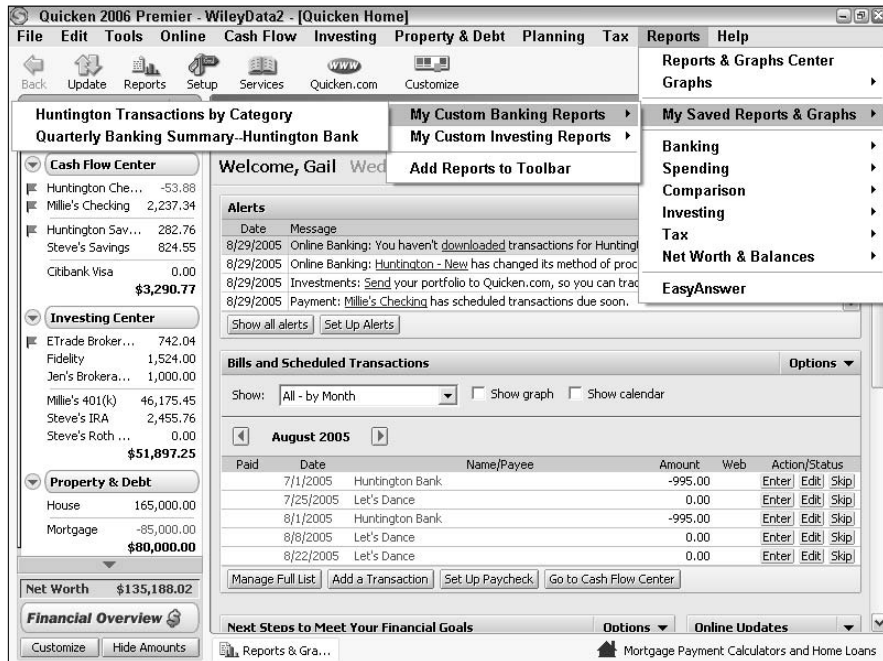 Quicken 2006 Premier - WileyData2 - [Quicken Home]
File Edit Tools Online Cash Flow Investing Property & Debt Planning Tax Reports Help
Back Update Reports Setup Services Quicken.com Customize
www
Reports & Graphs Center
Graphs
My Saved Reports & Graphs
Banking
Spending
Comparison
Investing
Tax
Net Worth & Balances
EasyAnswer
My Custom Banking Reports
My Custom Investing Reports
Add Reports to Toolbar
Huntington Transactions by Category
Quarterly Banking Summary--Huntington Bank
Cash Flow Center
Huntington Che... -53.88
Millie's Checking 2,237.34
Huntington Sav... 282.76
Steve's Savings 824.55
Citibank Visa 0.00
$3,290.77
Investing Center
ETrade Broker... 742.04
Fidelity 1,524.00
Jen's Brokera... 1,000.00
Millie's 401(k) 46,175.45
Steve's IRA 2,455.76
Steve's Roth ... 0.00
$51,897.25
Property & Debt
House 165,000.00
Mortgage -85,000.00
$80,000.00
Net Worth $135,188.02
Financial Overview
Customize Hide Amounts
Welcome, Gail Wed
Alerts
Date Message
8/29/2005 Online Banking: You haven't downloaded transactions for Hunting
8/29/2005 Online Banking: Huntington - New has changed its method of proc
8/29/2005 Investments: Send your portfolio to Quicken.com, so you can trac
8/29/2005 Payment: Millie's Checking has scheduled transactions due soon.
Show all alerts Set Up Alerts
Bills and Scheduled Transactions Options
Show: All - by Month Show graph Show calendar
August 2005
Paid Date Name/Payee Amount Web Action/Status
7/1/2005 Huntington Bank -995.00 Enter Edit Skip
7/25/2005 Let's Dance 0.00 Enter Edit Skip
8/1/2005 Huntington Bank -995.00 Enter Edit Skip
8/8/2005 Let's Dance 0.00 Enter Edit Skip
8/22/2005 Let's Dance 0.00 Enter Edit Skip
Manage Full List Add a Transaction Set Up Paycheck Go to Cash Flow Center
Next Steps to Meet Your Financial Goals Options Online Updates
Reports & Gra... Mortgage Payment Calculators and Home Loans